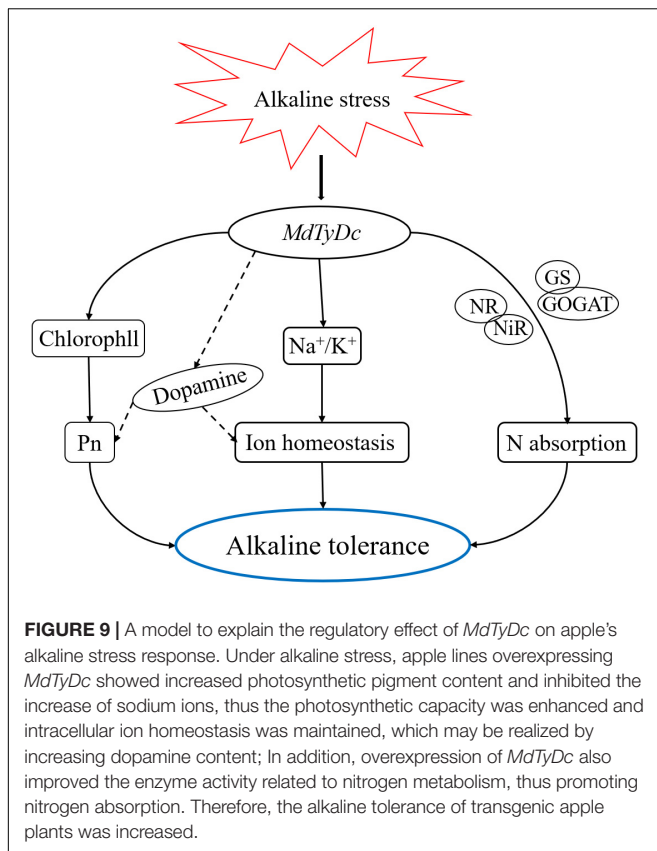 Alkaline stress
MdTyDc
GS
GOGAT
NR
NiR
Chlorophll
Na⁺/K⁺
Dopamine
Pn
Ion homeostasis
N absorption
Alkaline tolerance
FIGURE 9 | A model to explain the regulatory effect of MdTyDc on apple's
alkaline stress response. Under alkaline stress, apple lines overexpressing
MdTyDc showed increased photosynthetic pigment content and inhibited the
increase of sodium ions, thus the photosynthetic capacity was enhanced and
intracellular ion homeostasis was maintained, which may be realized by
increasing dopamine content; In addition, overexpression of MdTyDc also
improved the enzyme activity related to nitrogen metabolism, thus promoting
nitrogen absorption. Therefore, the alkaline tolerance of transgenic apple
plants was increased.